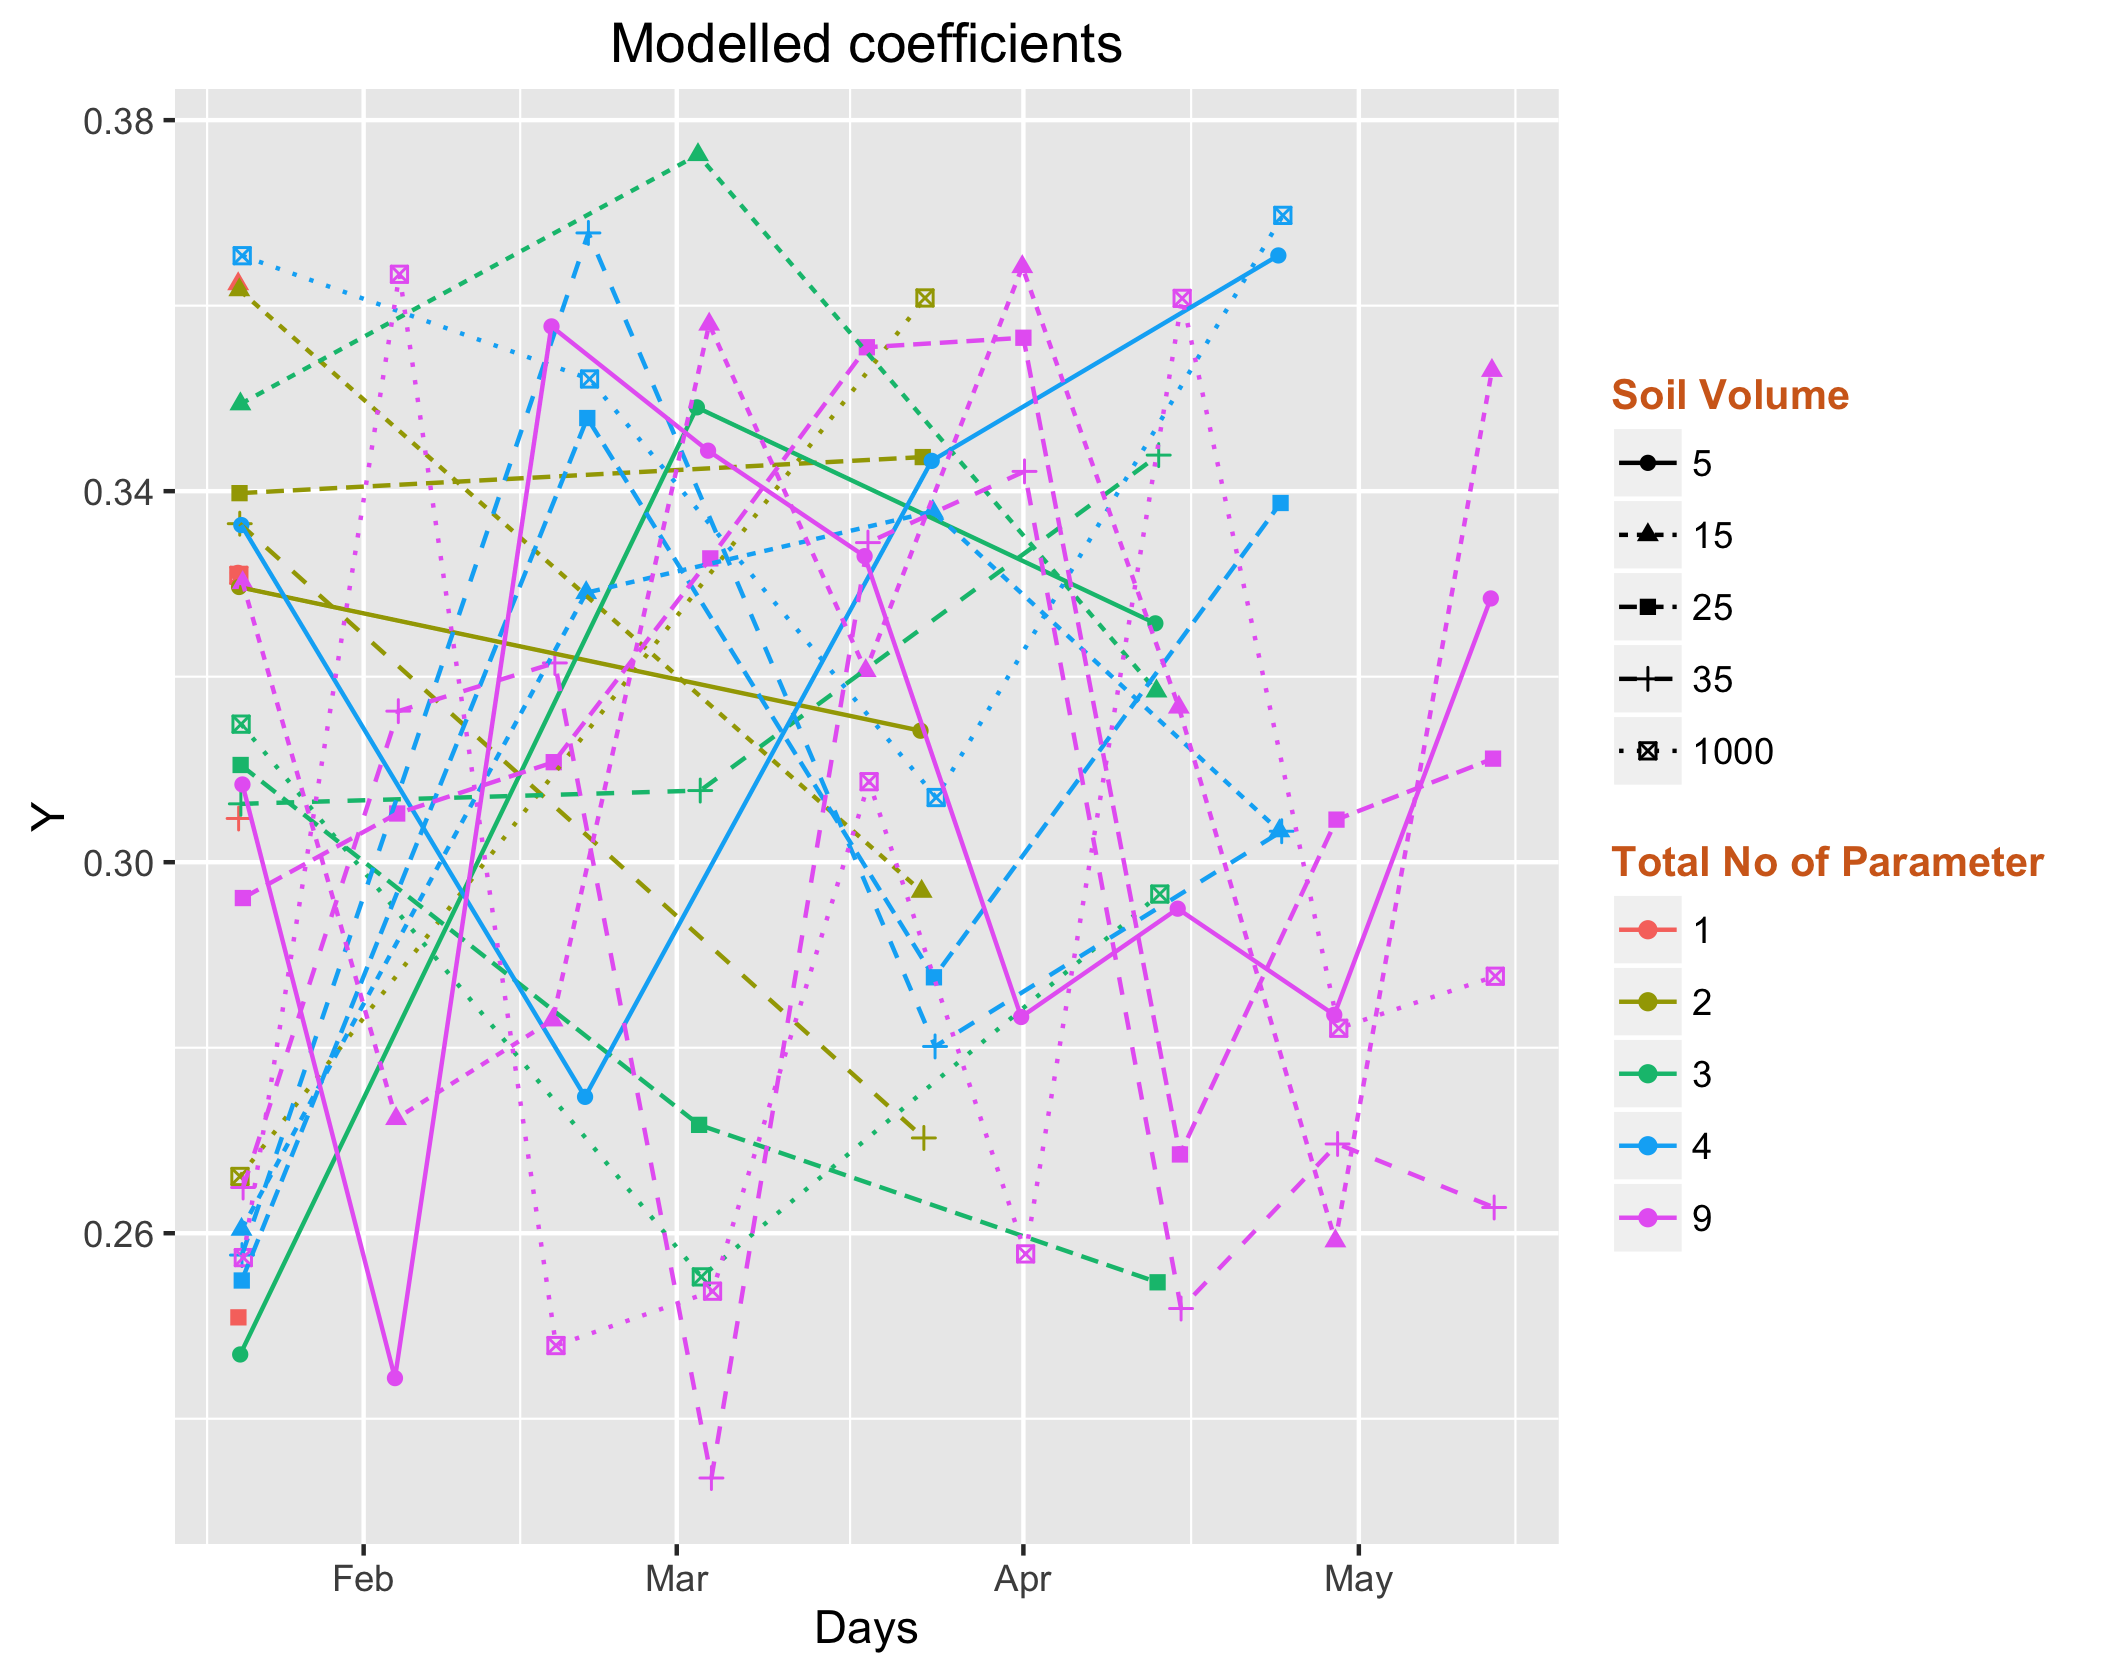 Modelled coefficients
0.38
0.34
0.30
0.26
Y
Feb Mar Apr May
Days
Soil Volume
5
15
25
35
1000
Total No of Parameter
1
2
3
4
9